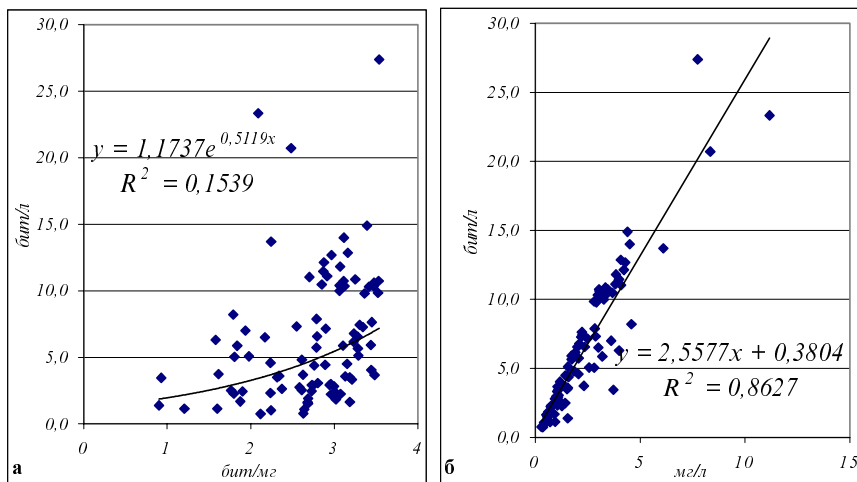 30,0
25,0
20,0
15,0
10,0
5,0
0,0
бит/л
y = 1,1737e^0,5119x
R^2 = 0,1539
0
1
2
3
4
бит/мг
а
30,0
25,0
20,0
15,0
10,0
5,0
0,0
бит/л
y = 2,5577x + 0,3804
R^2 = 0,8627
0
5
10
15
мг/л
б